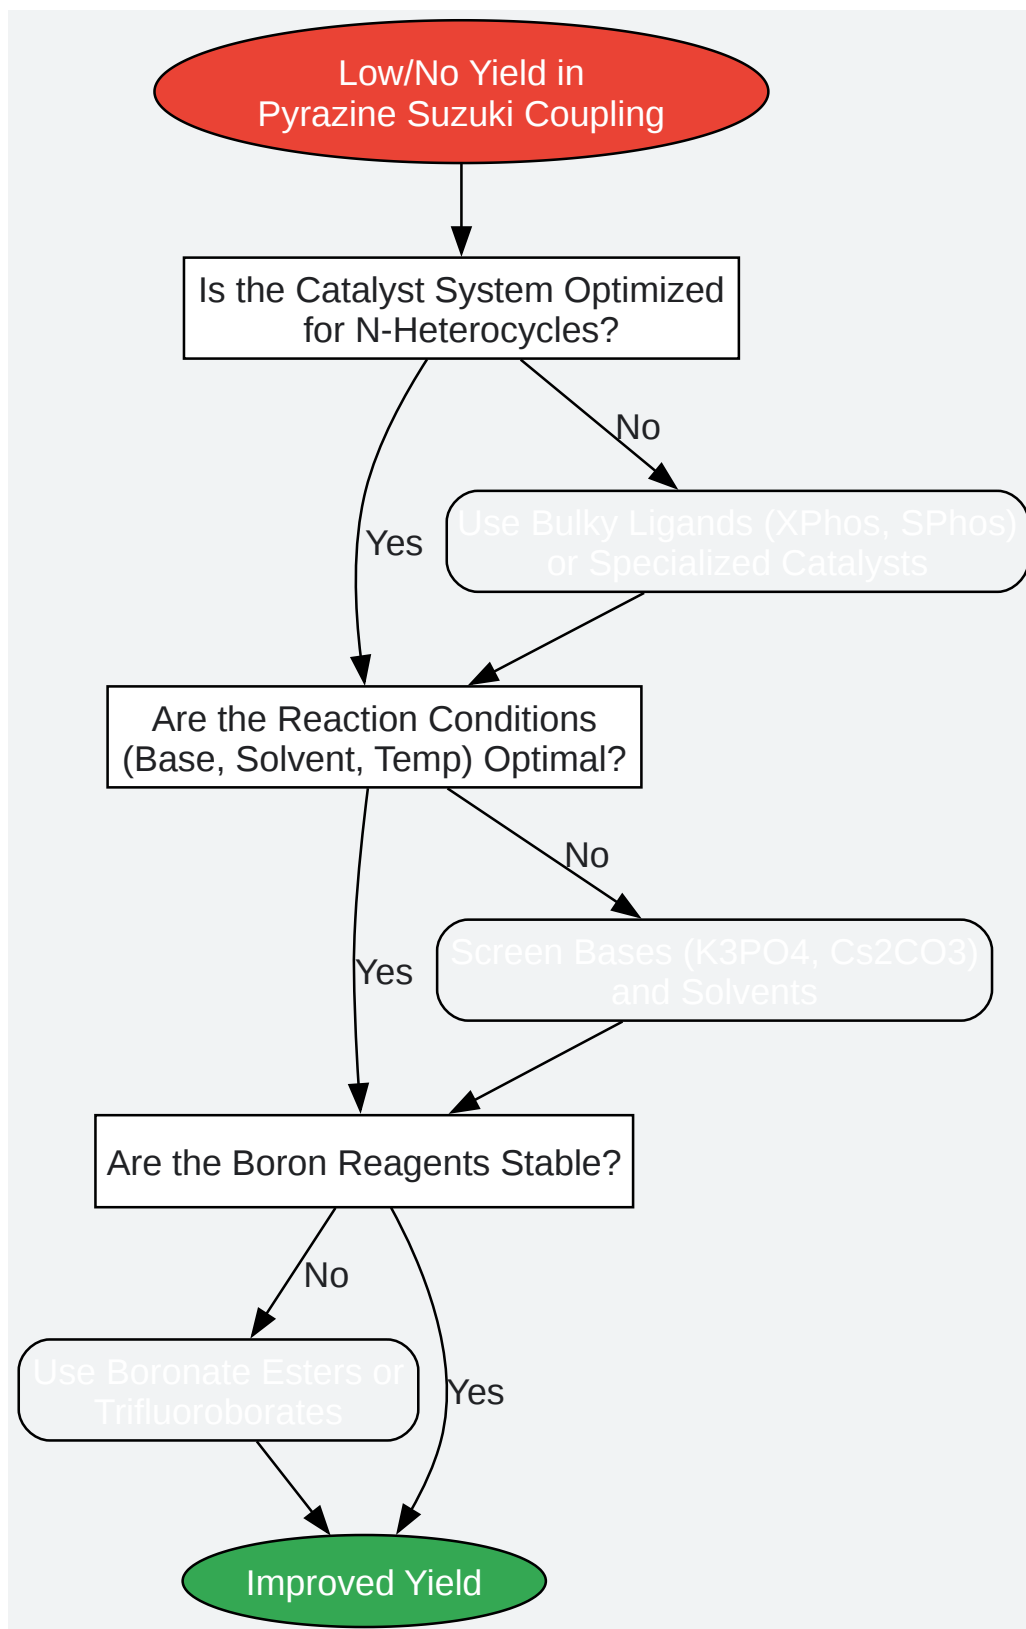 Low/No Yield in
Pyrazine Suzuki Coupling
Is the Catalyst System Optimized
for N-Heterocycles?
No
Use Bulky Ligands (XPhos, SPhos)
or Specialized Catalysts
Yes
Are the Reaction Conditions
(Base, Solvent, Temp) Optimal?
No
Screen Bases (K3PO4, Cs2CO3)
and Solvents
Yes
Are the Boron Reagents Stable?
No
Use Boronate Esters or
Trifluoroborates
Yes
Improved Yield